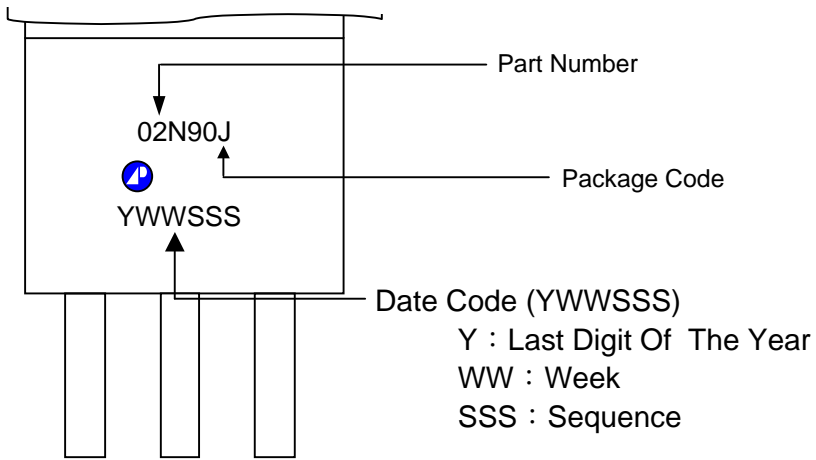 Part Number
02N90J
Package Code
YWWSSS
Date Code (YWWSSS)
Y：Last Digit Of The Year
WW：Week
SSS：Sequence